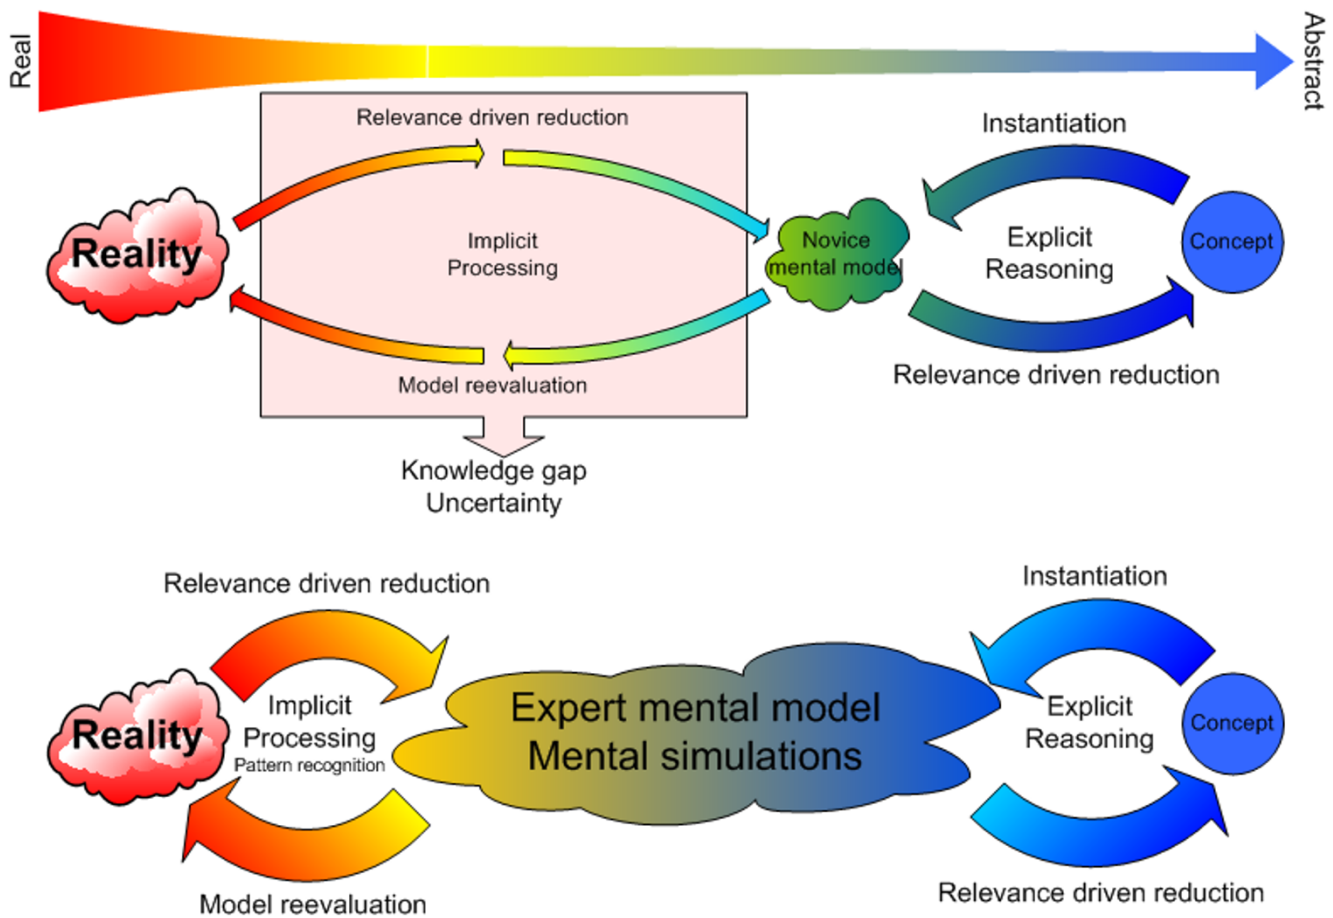 Real
Abstract
Relevance driven reduction
Instantiation
Reality
Implicit
Processing
Novice
mental model
Explicit
Reasoning
Concept
Model reevaluation
Relevance driven reduction
Knowledge gap
Uncertainty
Relevance driven reduction
Instantiation
Reality
Implicit
Processing
Pattern recognition
Expert mental model
Mental simulations
Explicit
Reasoning
Concept
Model reevaluation
Relevance driven reduction